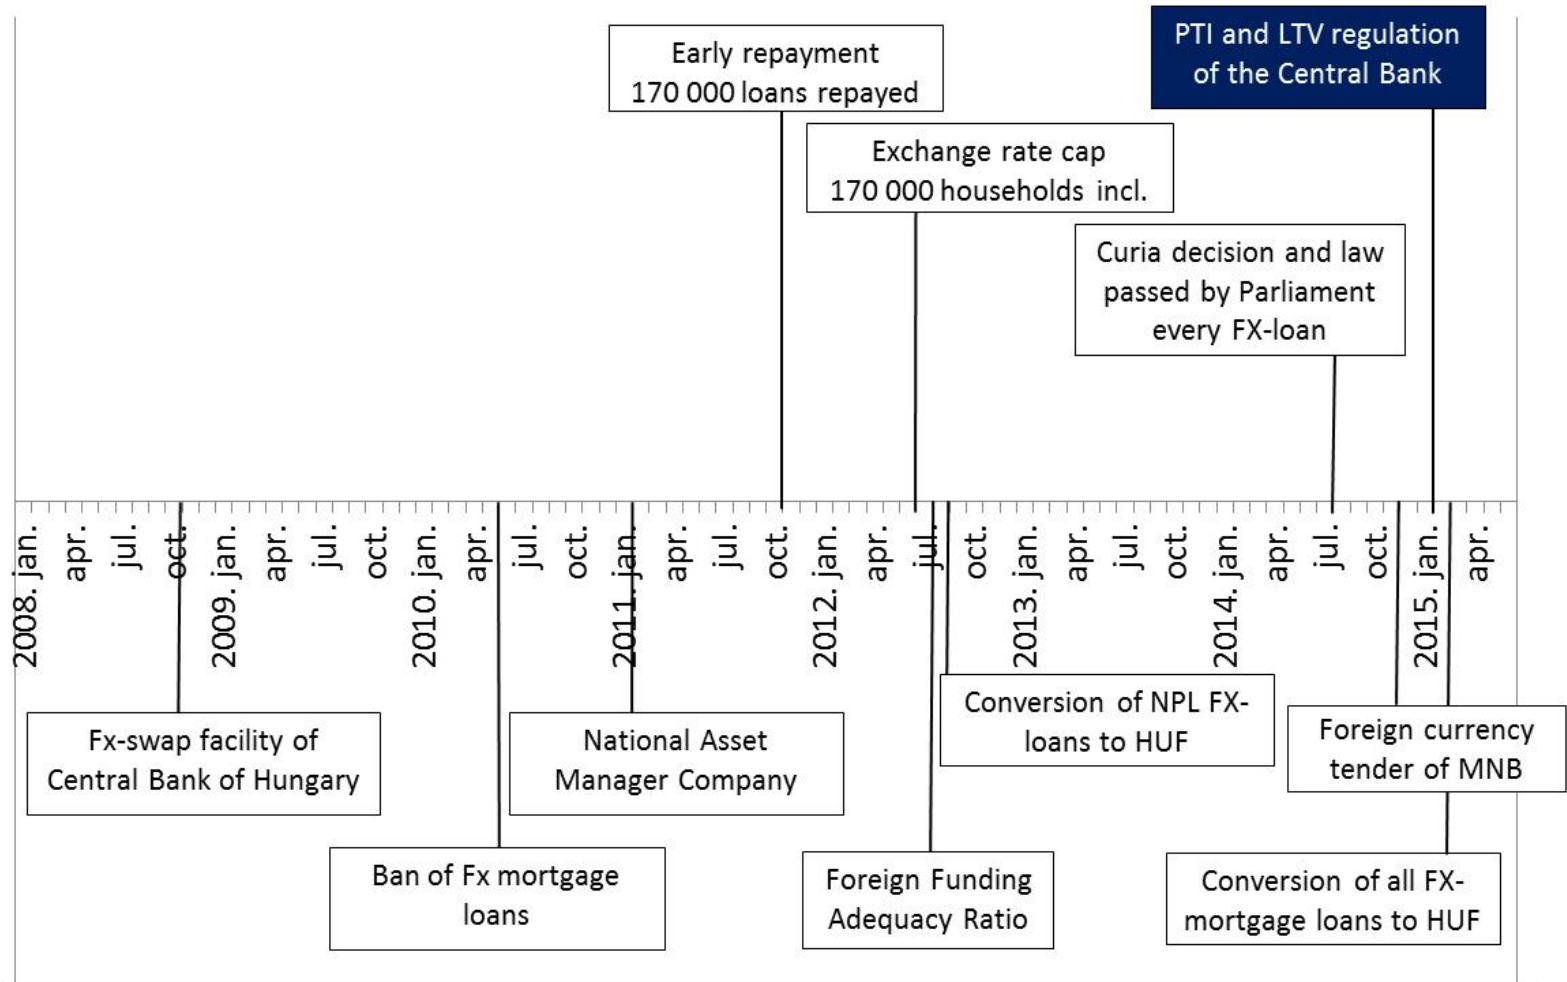 PTI and LTV regulation
of the Central Bank
Early repayment
170 000 loans repayed
Exchange rate cap
170 000 households incl.
Curia decision and law
passed by Parliament
every FX-loan
2008. jan.
apr.
jul.
oct.
2009. jan.
apr.
jul.
oct.
2010. jan.
apr.
jul.
oct.
2011. jan.
apr.
jul.
oct.
2012. jan.
apr.
jul.
oct.
2013. jan.
apr.
jul.
oct.
2014. jan.
apr.
jul.
oct.
2015. jan.
apr.
Fx-swap facility of
Central Bank of Hungary
National Asset
Manager Company
Conversion of NPL FX-
loans to HUF
Foreign currency
tender of MNB
Ban of Fx mortgage
loans
Foreign Funding
Adequacy Ratio
Conversion of all FX-
mortgage loans to HUF